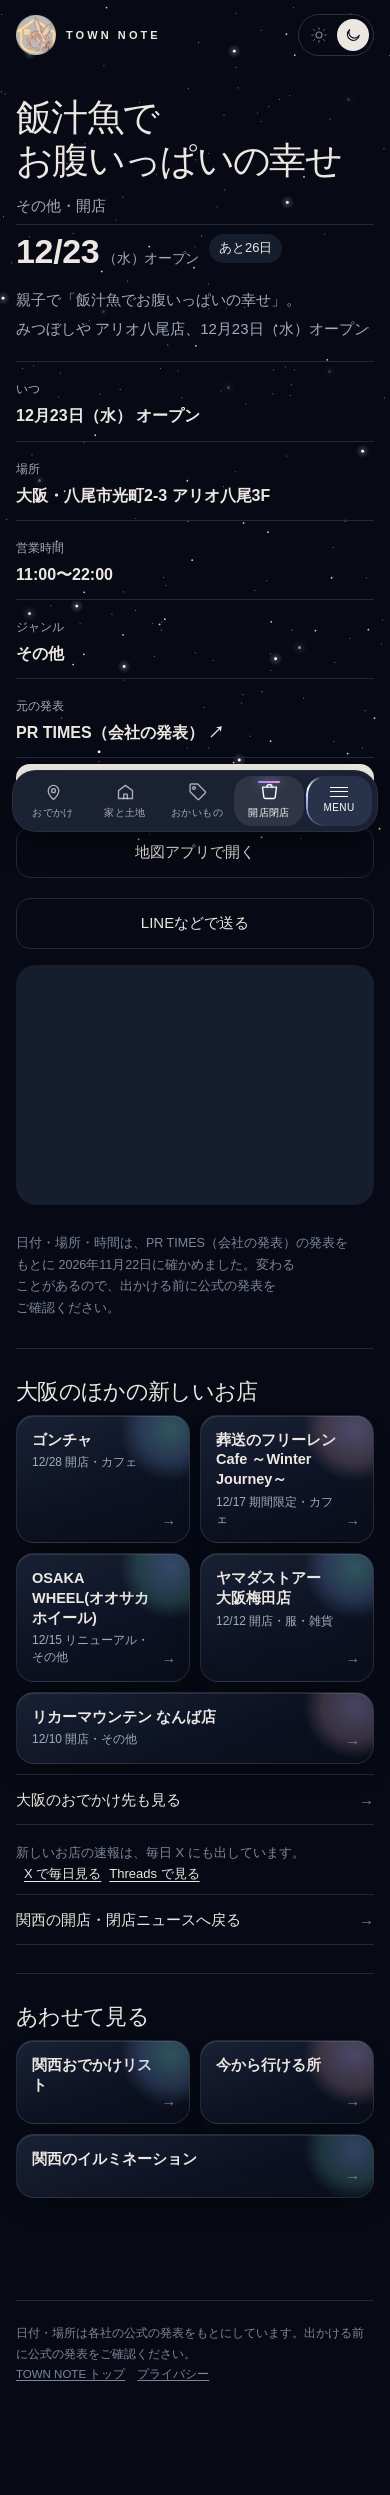 TOWN NOTE
飯汁魚で
お腹いっぱいの幸せ
その他・開店
12/23（水）オープン あと26日
親子で「飯汁魚でお腹いっぱいの幸せ」。
みつぼしや アリオ八尾店、12月23日（水）オープン
いつ
12月23日（水） オープン
場所
大阪・八尾市光町2-3 アリオ八尾3F
営業時間
11:00〜22:00
ジャンル
その他
元の発表
PR TIMES（会社の発表） ↗
おでかけ 家と土地 おかいもの 開店閉店 MENU
地図アプリで開く
LINEなどで送る
日付・場所・時間は、PR TIMES（会社の発表）の発表を
もとに 2026年11月22日に確かめました。変わる
ことがあるので、出かける前に公式の発表を
ご確認ください。
大阪のほかの新しいお店
ゴンチャ
12/28 開店・カフェ
→
葬送のフリーレン
Cafe ～Winter
Journey～
12/17 期間限定・カフ
ェ
→
OSAKA
WHEEL(オオサカ
ホイール)
12/15 リニューアル・
その他
→
ヤマダストアー
大阪梅田店
12/12 開店・服・雑貨
→
リカーマウンテン なんば店
12/10 開店・その他
→
大阪のおでかけ先も見る →
新しいお店の速報は、毎日 X にも出しています。
X で毎日見る Threads で見る
関西の開店・閉店ニュースへ戻る →
あわせて見る
関西おでかけリス
ト
→
今から行ける所
→
関西のイルミネーション
→
日付・場所は各社の公式の発表をもとにしています。出かける前
に公式の発表をご確認ください。
TOWN NOTE トップ プライバシー